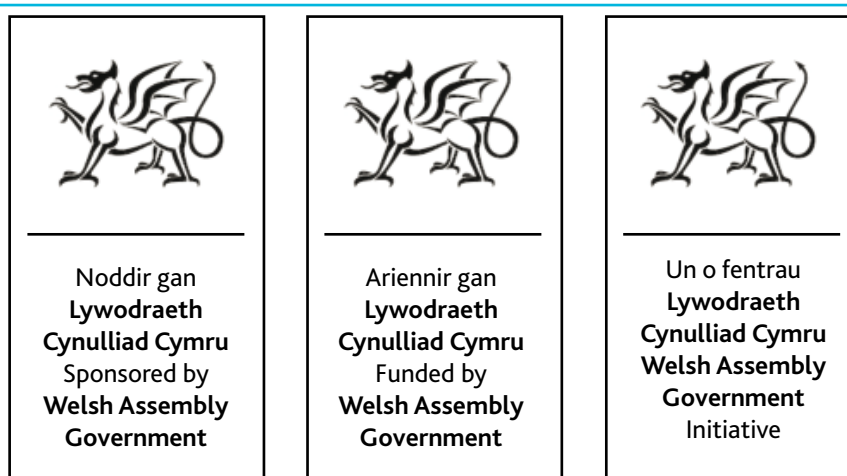 Noddir gan
Lywodraeth
Cynulliad Cymru
Sponsored by
Welsh Assembly
Government
Ariennir gan
Lywodraeth
Cynulliad Cymru
Funded by
Welsh Assembly
Government
Un o fentrau
Lywodraeth
Cynulliad Cymru
Welsh Assembly
Government
Initiative